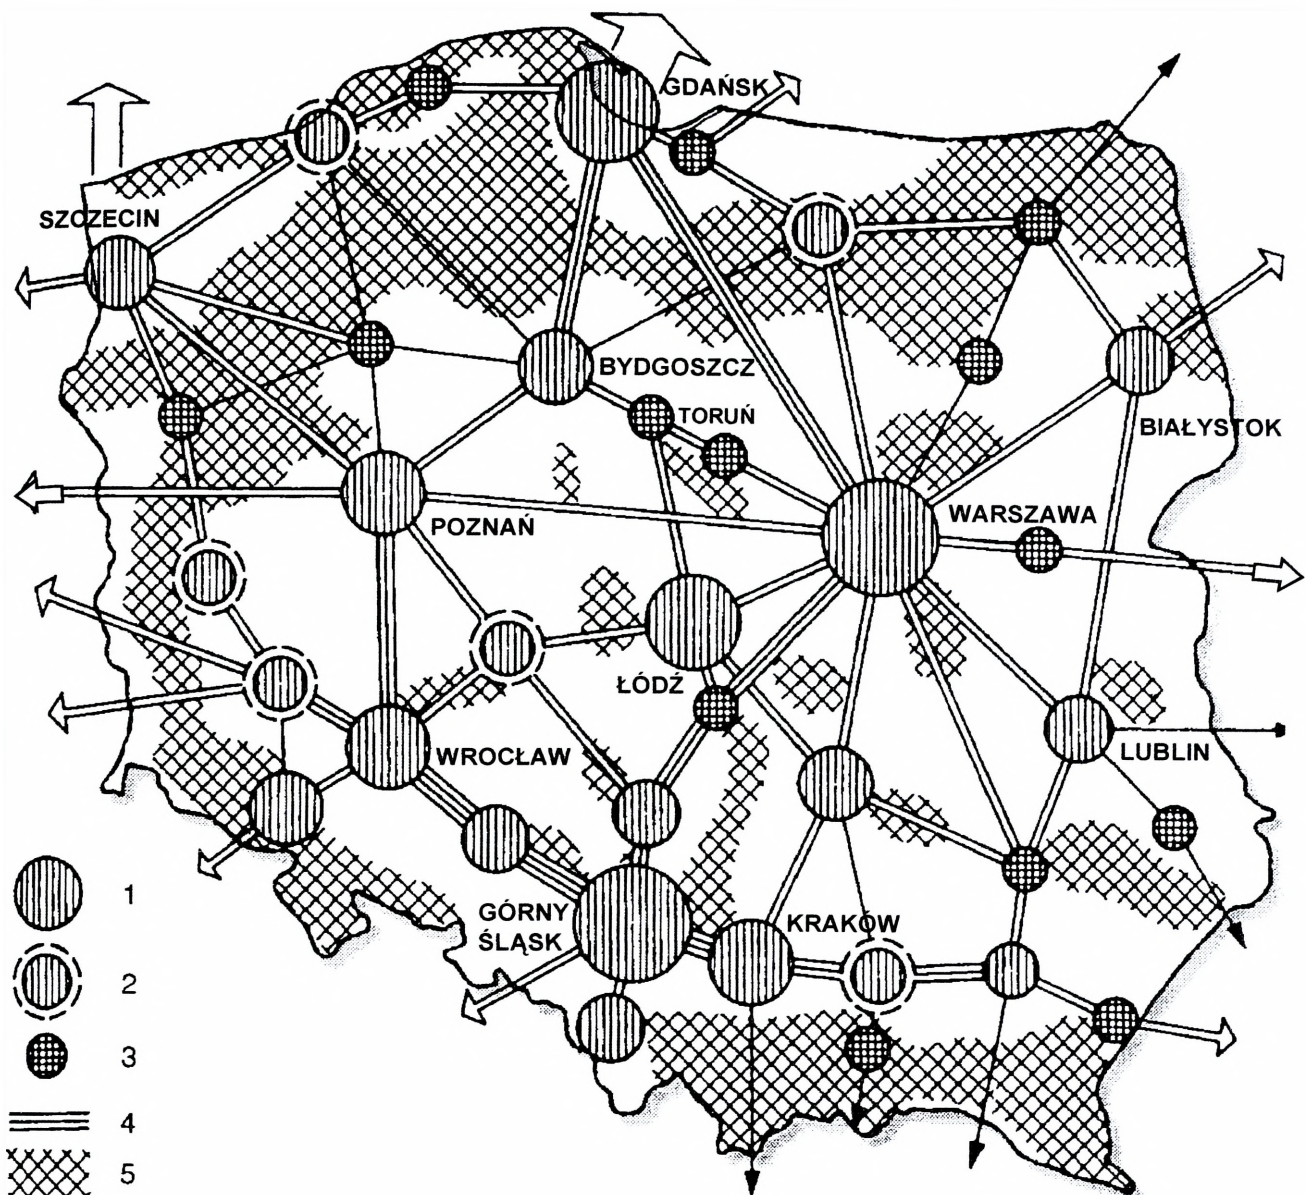 GDAŃSK
SZCZECIN
BYDGOSZCZ
TORUŃ
BIAŁYSTOK
POZNAŃ
WARSZAWA
ŁÓDŹ
WROCŁAW
LUBLIN
GÓRNY
ŚLĄSK
KRAKÓW
1
2
3
4
5